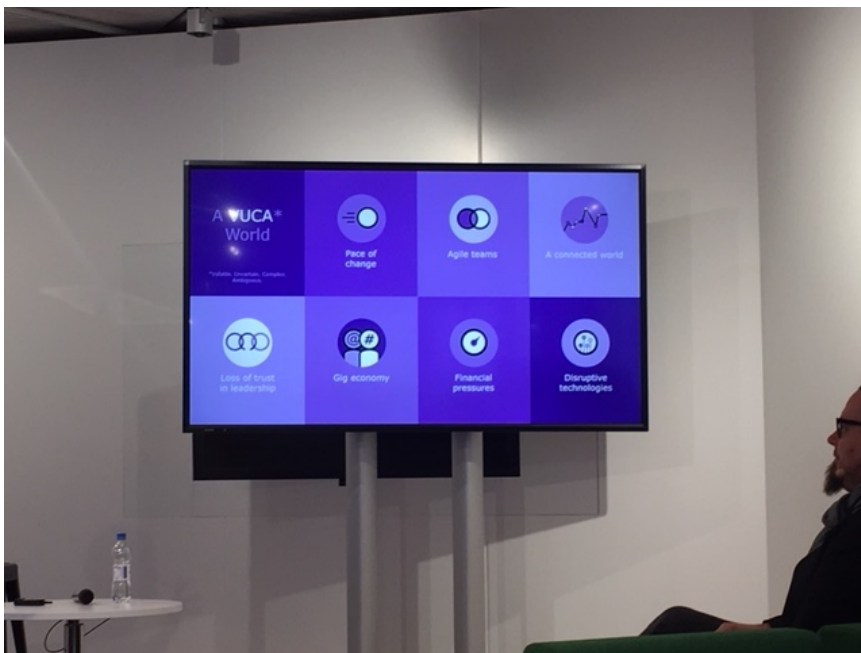 A VUCA*
World
*Volatile. Uncertain. Complex.
Ambiguous.
Pace of
change
Agile teams
A connected world
Loss of trust
in leadership
@ #
Gig economy
Financial
pressures
Disruptive
technologies